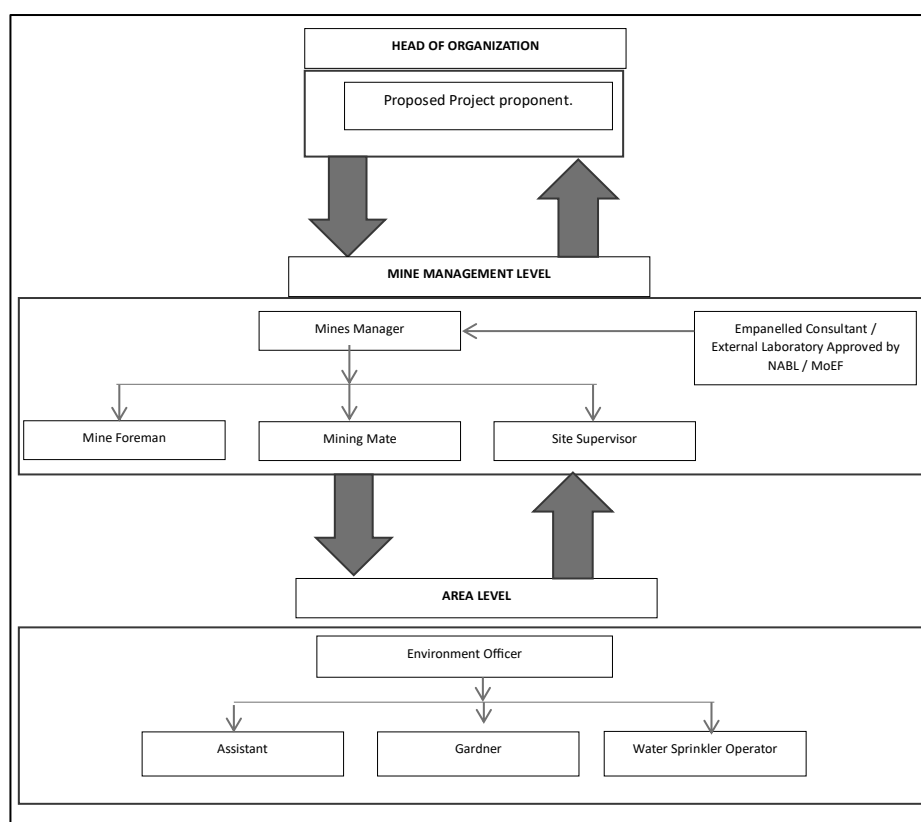 HEAD OF ORGANIZATION
Proposed Project proponent.
MINE MANAGEMENT LEVEL
Mines Manager
Empanelled Consultant /
External Laboratory Approved by
NABL / MoEF
Mine Foreman
Mining Mate
Site Supervisor
AREA LEVEL
Environment Officer
Assistant
Gardner
Water Sprinkler Operator